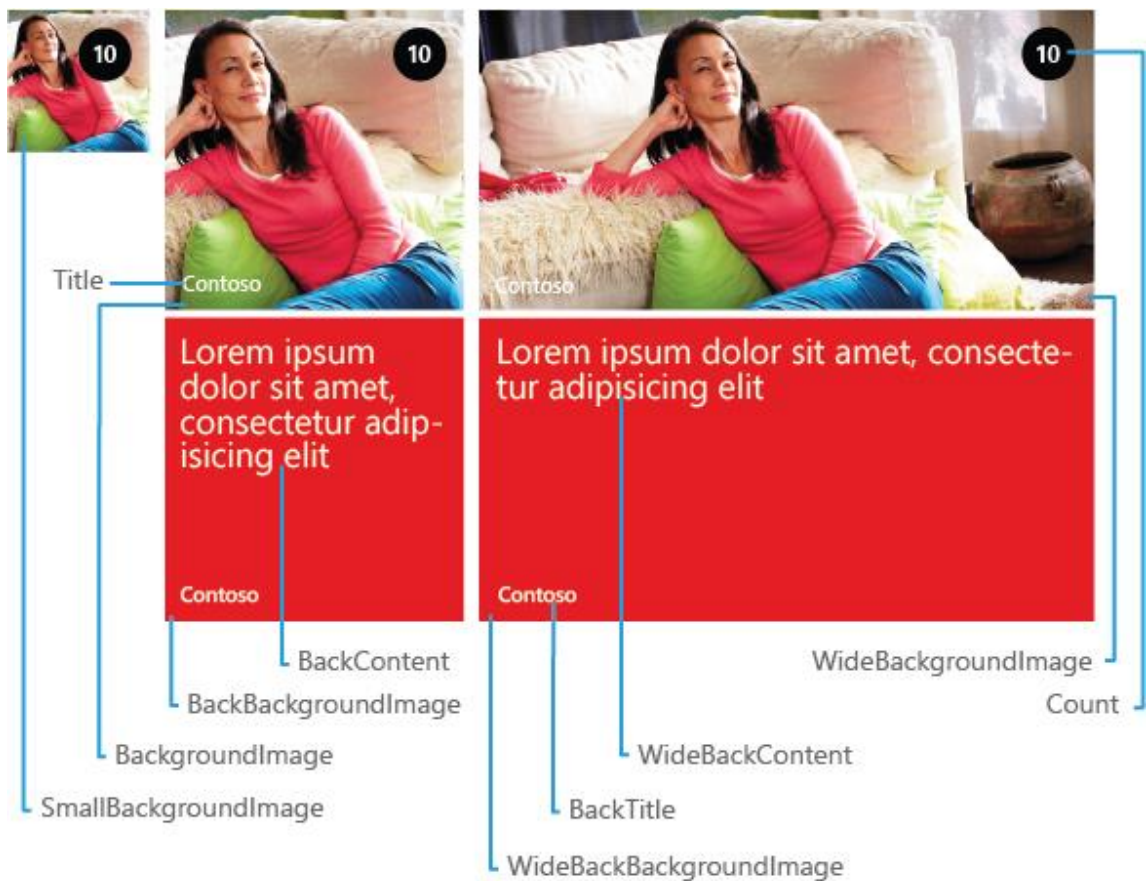 10
10
10
Title
Contoso
Contoso
Lorem ipsum
dolor sit amet,
consectetur adip-
isicing elit
Lorem ipsum dolor sit amet, consecte-
tur adipisicing elit
Contoso
Contoso
BackContent
WideBackgroundImage
BackBackgroundImage
Count
BackgroundImage
WideBackContent
SmallBackgroundImage
BackTitle
WideBackBackgroundImage